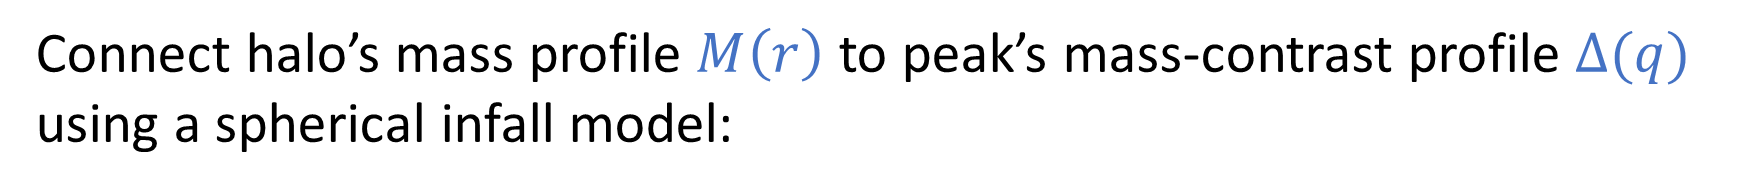 Connect halo’s mass profile M(r) to peak’s mass-contrast profile Δ(q)
using a spherical infall model: